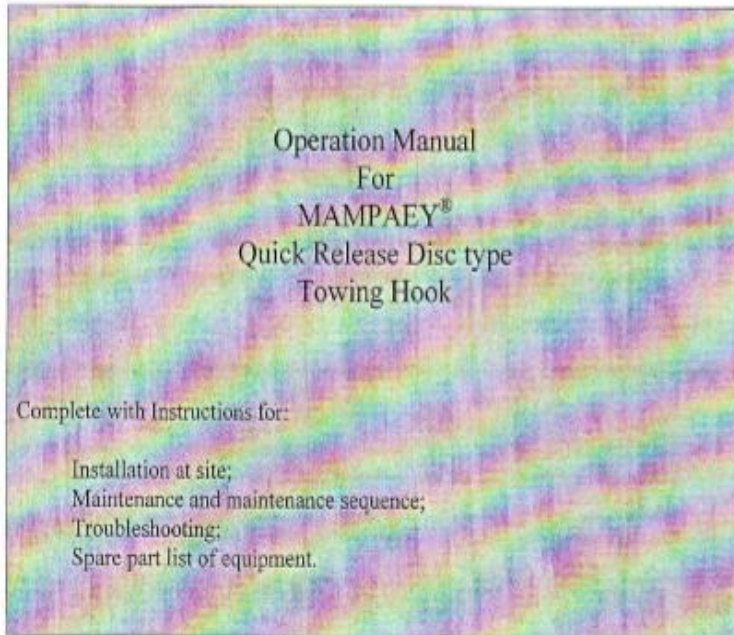 Operation Manual
For
MAMPAEY®
Quick Release Disc type
Towing Hook
Complete with Instructions for:
Installation at site;
Maintenance and maintenance sequence;
Troubleshooting;
Spare part list of equipment.